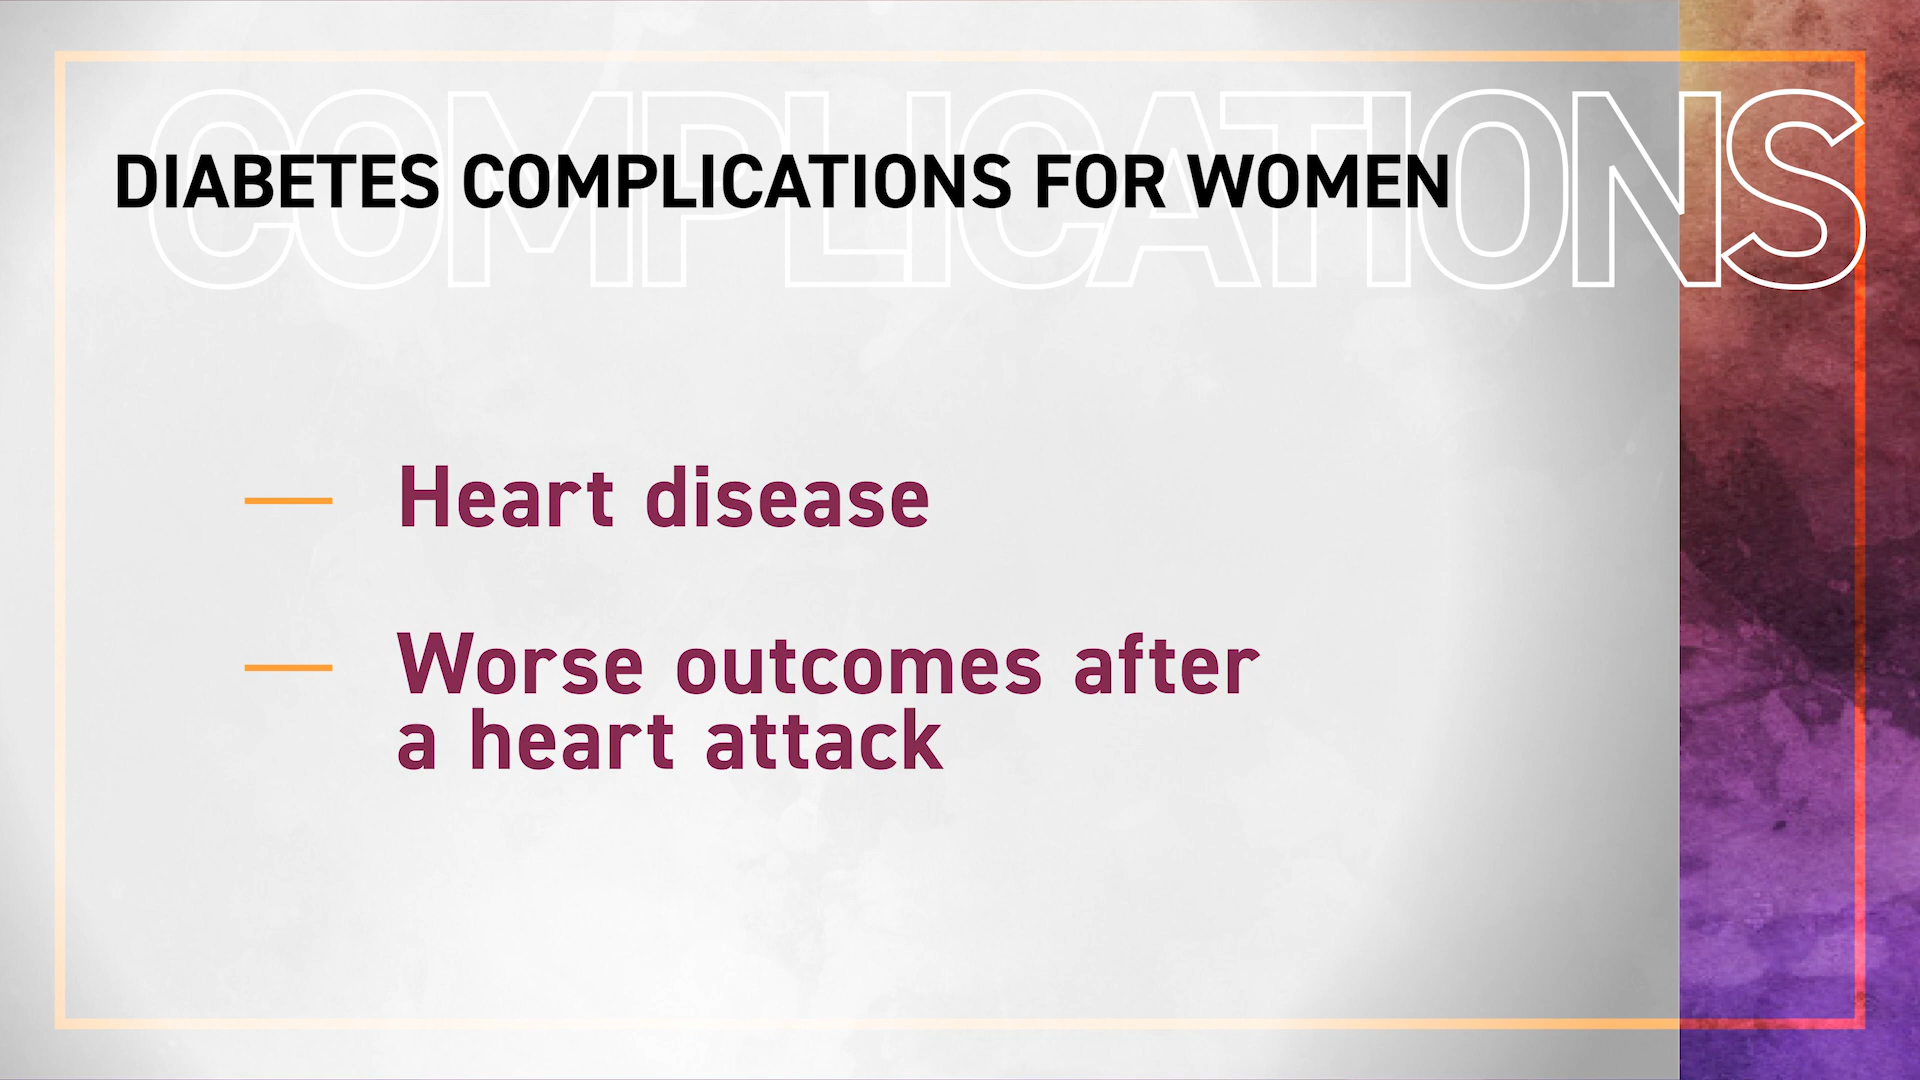 COMPLICATIONS
DIABETES COMPLICATIONS FOR WOMEN
Heart disease
Worse outcomes after
a heart attack